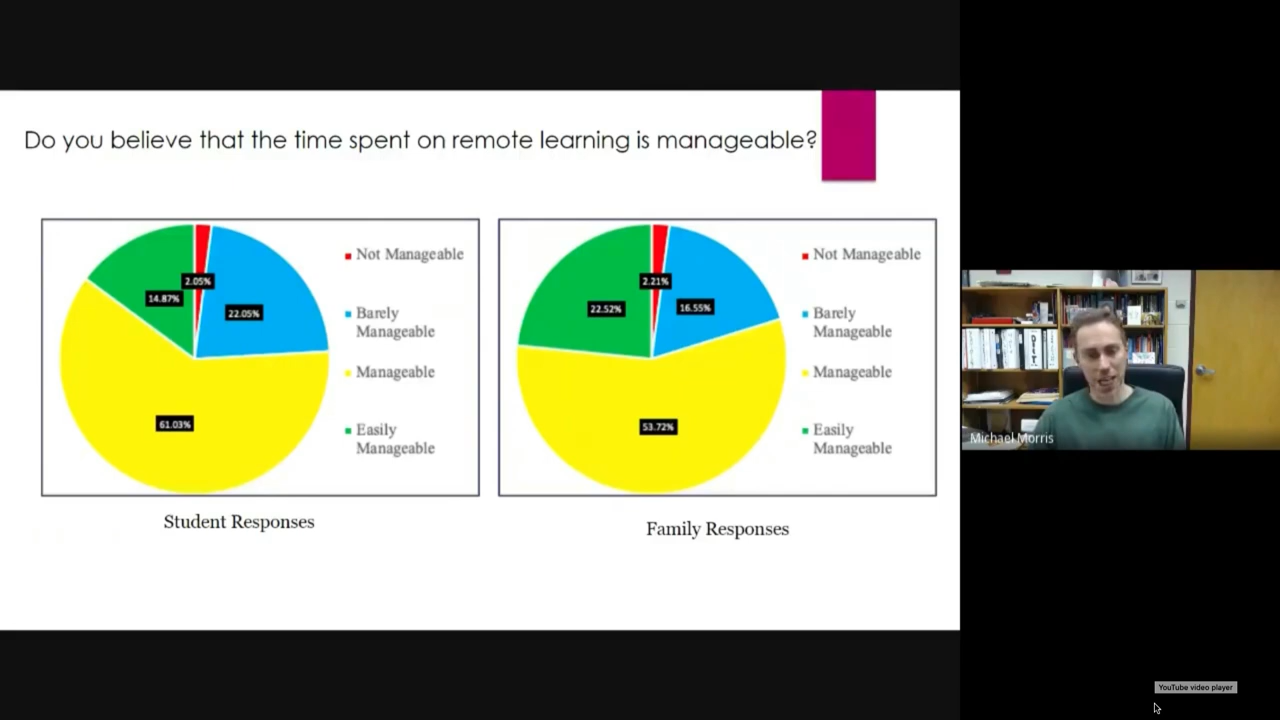 Do you believe that the time spent on remote learning is manageable?
2.05%
14.87%
22.05%
61.03%
Not Manageable
Barely
Manageable
Manageable
Easily
Manageable
Student Responses
2.21%
22.52%
16.55%
53.72%
Not Manageable
Barely
Manageable
Manageable
Easily
Manageable
Family Responses
Michael Morris
YouTube video player